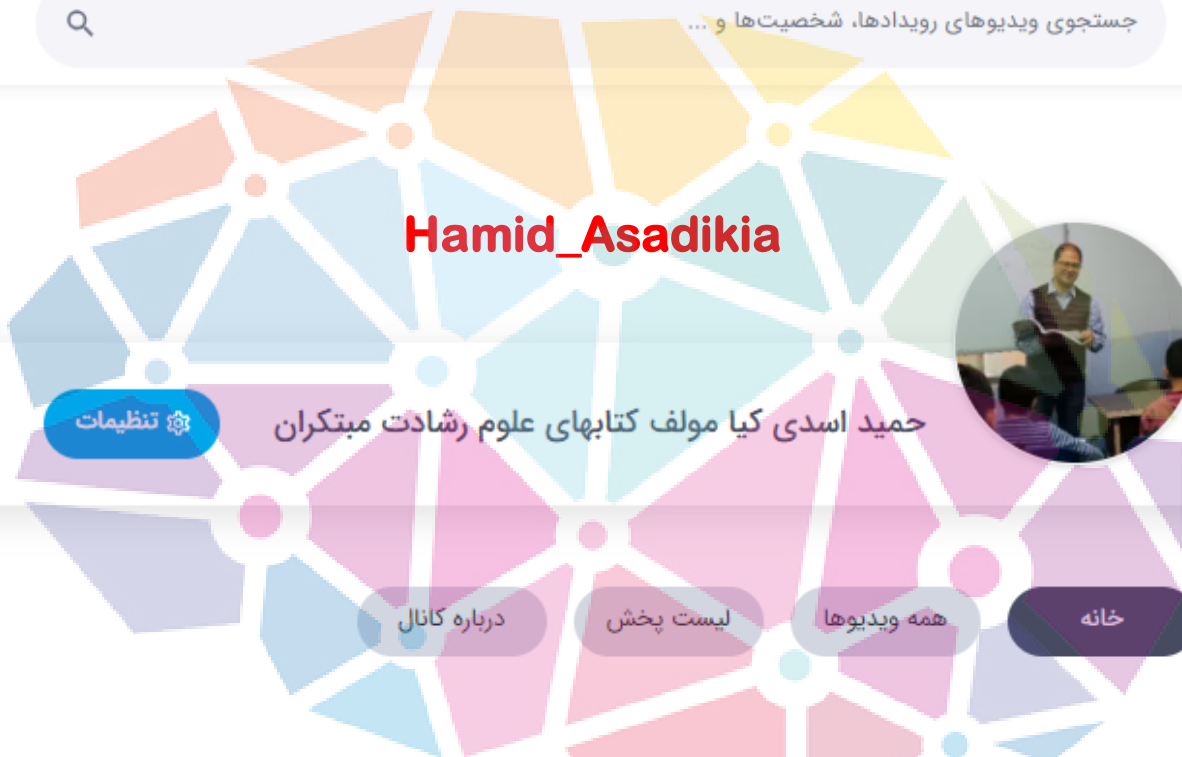 جستجوی ویدیوهای رویدادها، شخصیت‌ها و ...
Hamid_Asadikia
حمید اسدی کیا مولف کتابهای علوم رشادت مبتکران
تنظیمات
خانه
همه ویدیوها
لیست پخش
درباره کانال